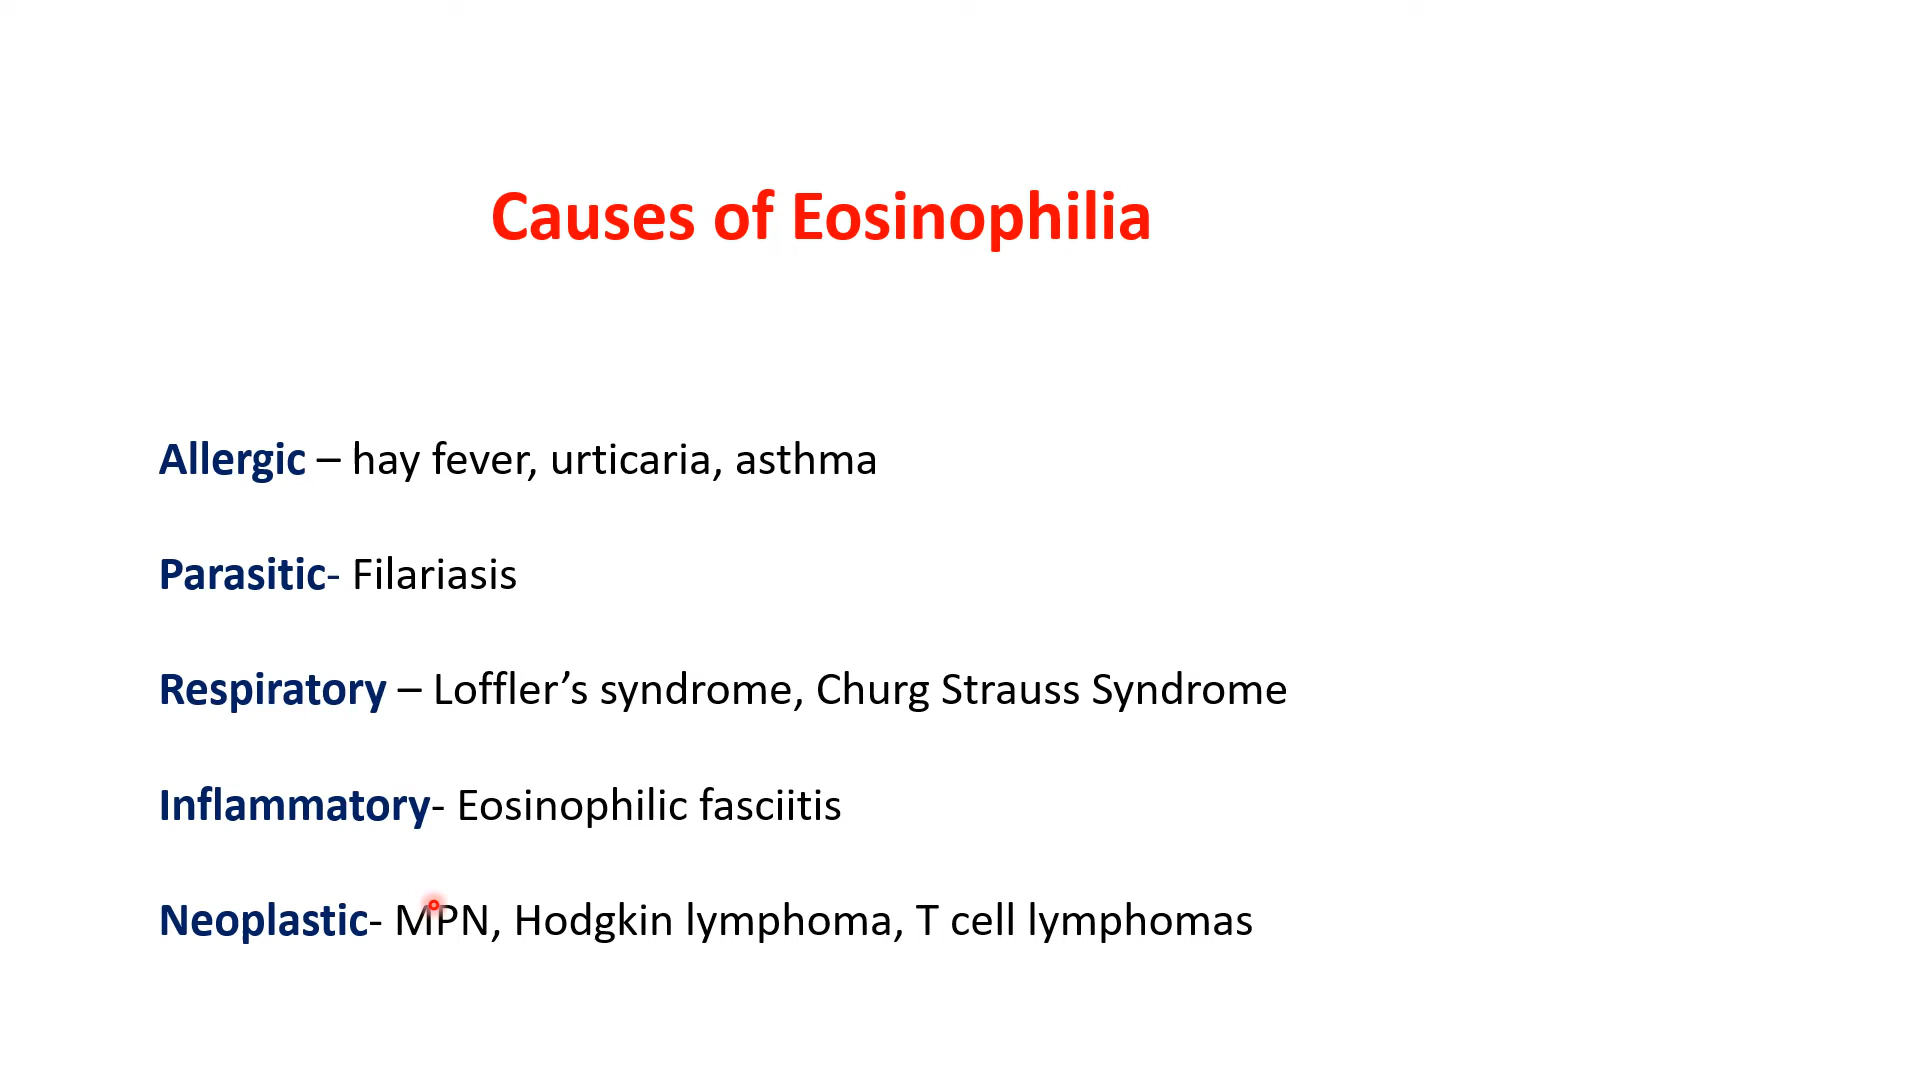 Causes of Eosinophilia
Allergic – hay fever, urticaria, asthma
Parasitic- Filariasis
Respiratory – Loffler’s syndrome, Churg Strauss Syndrome
Inflammatory- Eosinophilic fasciitis
Neoplastic- MPN, Hodgkin lymphoma, T cell lymphomas